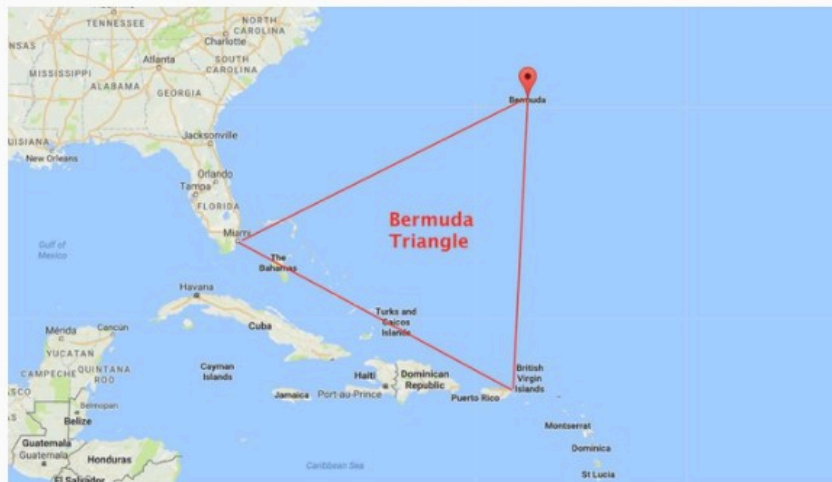 TENNESSEE
NORTH
CAROLINA
Charlotte
NSAS
Atlanta
SOUTH
CAROLINA
MISSISSIPPI
ALABAMA
GEORGIA
Bermuda
UISIANA
Jacksonville
New Orleans
Orlando
Tampa
FLORIDA
Bermuda
Triangle
Miami
Gulf of
Mexico
The
Bahamas
Havana
Turks and
Caicos
Islands
Cuba
Mérida
Cancún
YUCATAN
CAMPECHE
QUINTANA
ROO
Cayman
Islands
Haiti
Dominican
Republic
British
Virgin
Islands
ASCO
Jamaica
Port-au-Prince
Puerto Rico
Belmopan
Belize
AS
Montserrat
Guatemala
Guatemala
Honduras
Dominica
Caribbean Sea
El Salvador
St Lucia